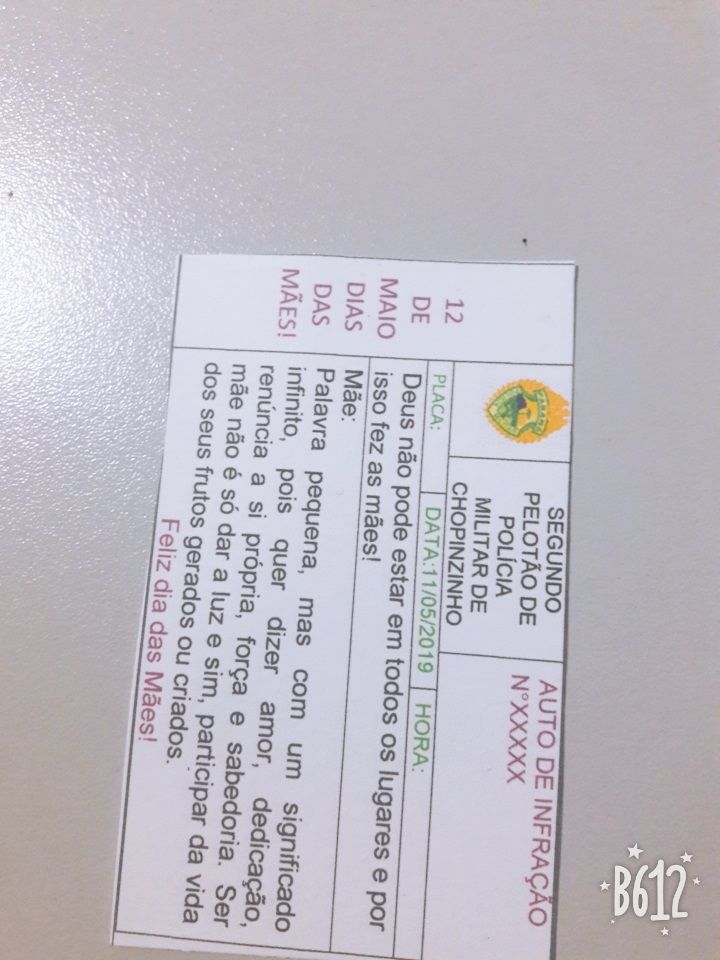 12
DE
MAIO
DIAS
DAS
MÃES!
PARANÁ
SEGUNDO
PELOTÃO DE
POLÍCIA
MILITAR DE
CHOPINZINHO
AUTO DE INFRAÇÃO
N°XXXXX
PLACA: DATA:11/05/2019 HORA:
Deus não pode estar em todos os lugares e por
isso fez as mães!
Mãe:
Palavra pequena, mas com um significado
infinito, pois quer dizer amor, dedicação,
renúncia a si própria, força e sabedoria. Ser
mãe não é só dar a luz e sim, participar da vida
dos seus frutos gerados ou criados.
Feliz dia das Mães!
B612